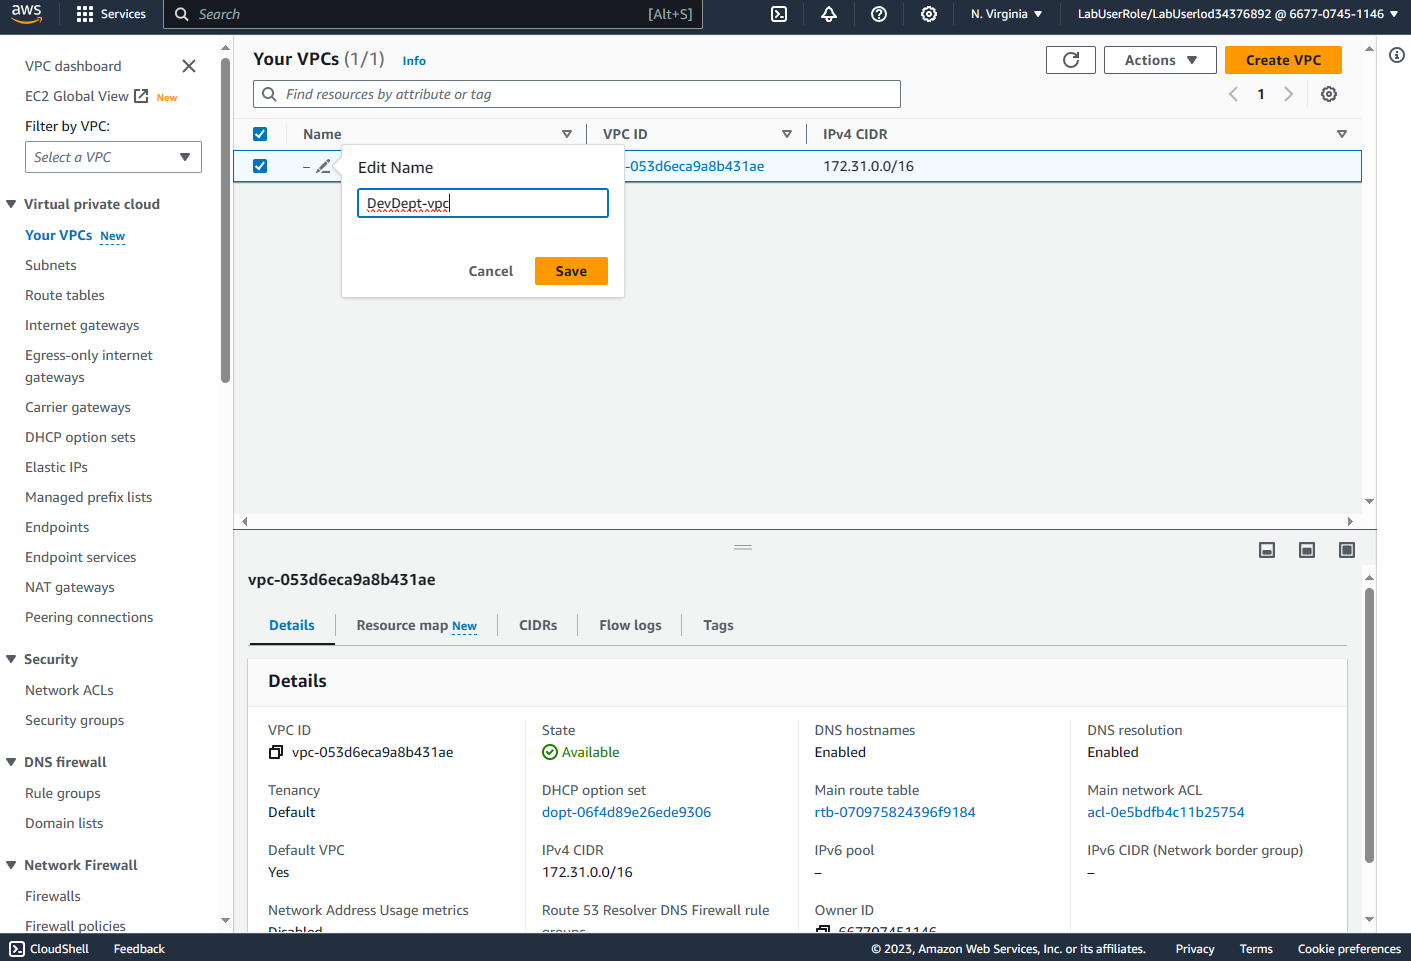 aws
Services
Search
[Alt+S]
N. Virginia
LabUserRole/LabUserlod34376892 @ 6677-0745-1146
VPC dashboard
EC2 Global View New
Filter by VPC:
Select a VPC
Virtual private cloud
Your VPCs New
Subnets
Route tables
Internet gateways
Egress-only internet
gateways
Carrier gateways
DHCP option sets
Elastic IPs
Managed prefix lists
Endpoints
Endpoint services
NAT gateways
Peering connections
Security
Network ACLs
Security groups
DNS firewall
Rule groups
Domain lists
Network Firewall
Firewalls
Firewall policies
Your VPCs (1/1) Info
Actions
Create VPC
Find resources by attribute or tag
1
Name
VPC ID
IPv4 CIDR
–
-053d6eca9a8b431ae
172.31.0.0/16
Edit Name
DevDept-vpc
Cancel
Save
vpc-053d6eca9a8b431ae
Details
Resource map New
CIDRs
Flow logs
Tags
Details
VPC ID
vpc-053d6eca9a8b431ae
State
Available
DNS hostnames
Enabled
DNS resolution
Enabled
Tenancy
Default
DHCP option set
dopt-06f4d89e26ede9306
Main route table
rtb-070975824396f9184
Main network ACL
acl-0e5bdfb4c11b25754
Default VPC
Yes
IPv4 CIDR
172.31.0.0/16
IPv6 pool
–
IPv6 CIDR (Network border group)
–
Network Address Usage metrics
Disabled
Route 53 Resolver DNS Firewall rule
groups
Owner ID
667707451146
CloudShell
Feedback
© 2023, Amazon Web Services, Inc. or its affiliates.
Privacy
Terms
Cookie preferences